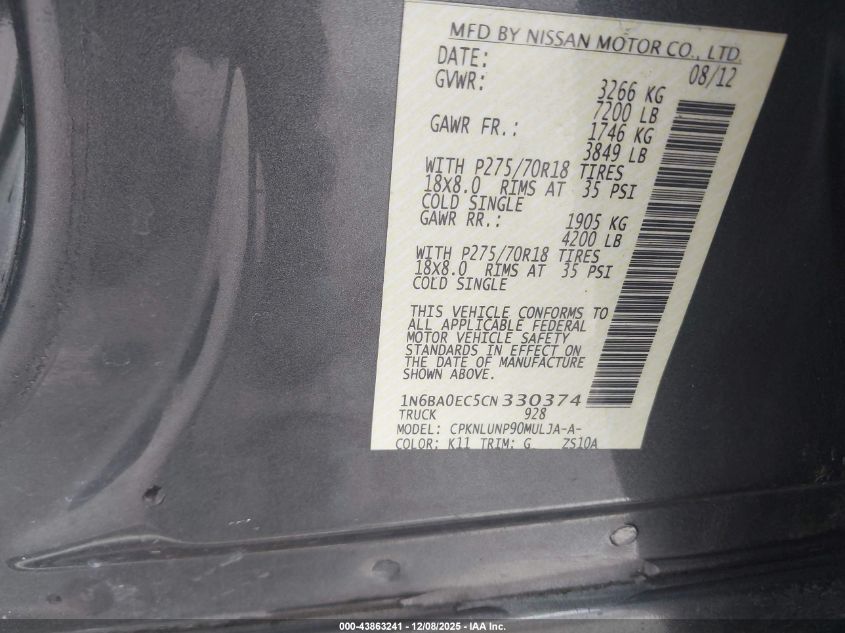 MFD BY NISSAN MOTOR CO., LTD.
DATE: 08/12
GVWR: 3266 KG
7200 LB
GAWR FR.: 1746 KG
3849 LB
WITH P275/70R18 TIRES
18X8.0 RIMS AT 35 PSI
COLD SINGLE
GAWR RR.: 1905 KG
4200 LB
WITH P275/70R18 TIRES
18X8.0 RIMS AT 35 PSI
COLD SINGLE
THIS VEHICLE CONFORMS TO
ALL APPLICABLE FEDERAL
MOTOR VEHICLE SAFETY
STANDARDS IN EFFECT ON
THE DATE OF MANUFACTURE
SHOWN ABOVE.
1N6BA0EC5CN330374
TRUCK 928
MODEL: CPKNLUNP90MULJA-A-
COLOR: K11 TRIM: G ZS10A
000-43863241 - 12/08/2025 - IAA Inc.